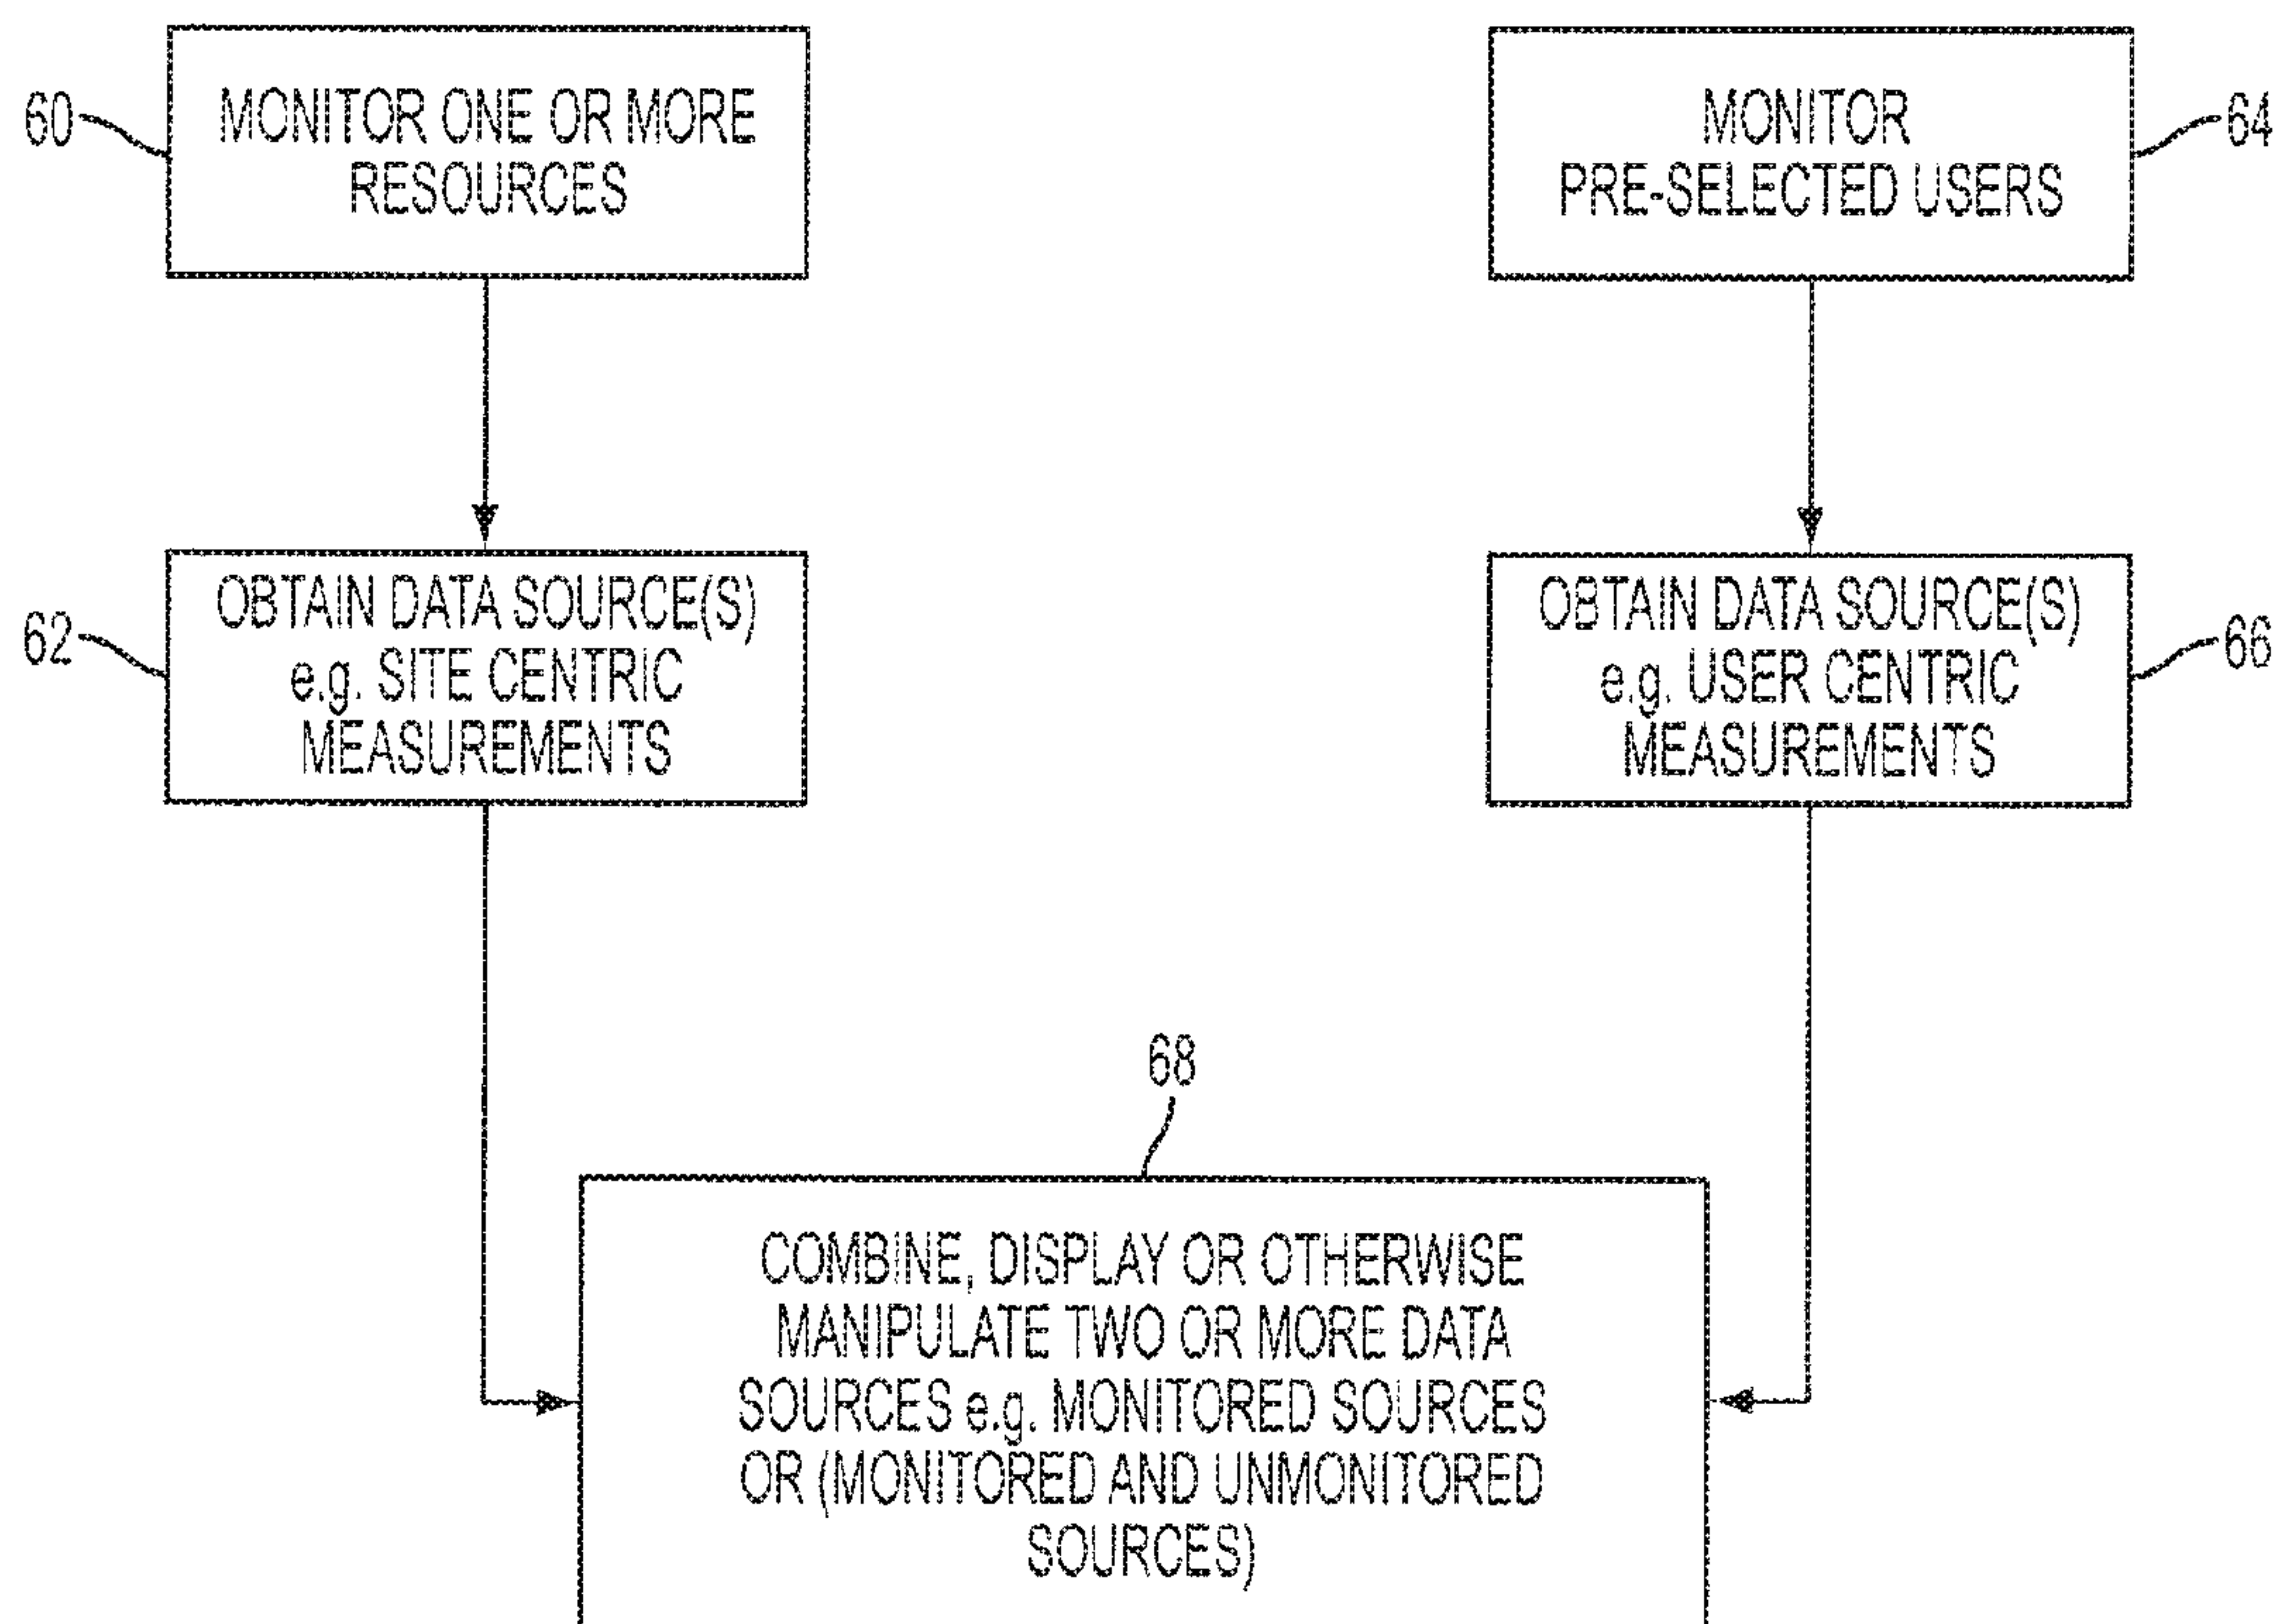 60
MONITOR ONE OR MORE
RESOURCES
MONITOR
PRE-SELECTED USERS
64
62
OBTAIN DATA SOURCE(S)
e.g. SITE CENTRIC
MEASUREMENTS
OBTAIN DATA SOURCE(S)
e.g. USER CENTRIC
MEASUREMENTS
66
68
COMBINE, DISPLAY OR OTHERWISE
MANIPULATE TWO OR MORE DATA
SOURCES e.g. MONITORED SOURCES
OR (MONITORED AND UNMONITORED
SOURCES)